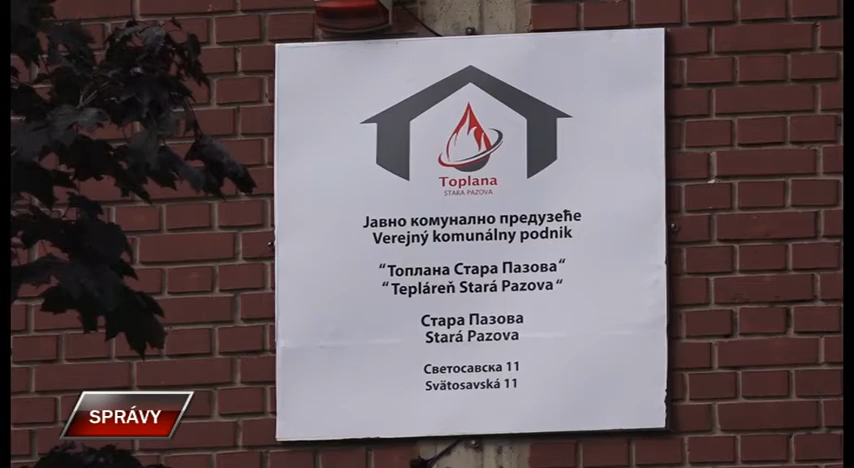 Toplana
STARA PAZOVA
Јавно комунално предузеће
Verejný komunálny podnik
“Топлана Стара Пазова“
“Tepláreň Stará Pazova“
Стара Пазова
Stará Pazova
Светосавска 11
Svätosavská 11
SPRÁVY